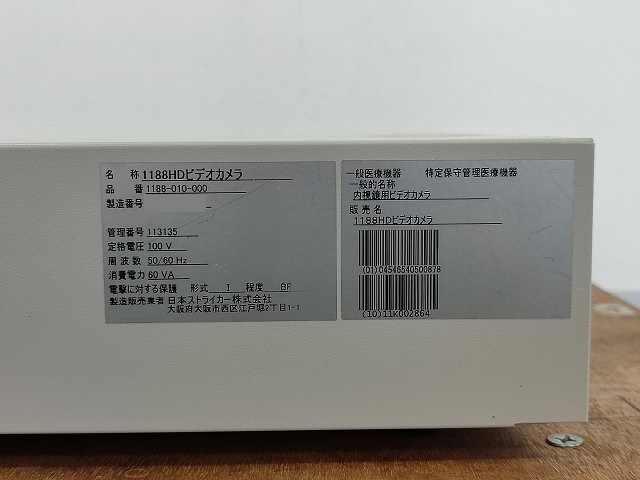 名 称 1188HDビデオカメラ
品 番 1188-010-000
製造番号
管理番号 113135
定格電圧 100 V
周波数 50/60 Hz
消費電力 60 VA
電撃に対する保護 形式 I 程度 BF
製造販売業者 日本ストライカー株式会社
大阪府大阪市西区江戸堀2丁目1-1
一般医療機器 特定保守管理医療機器
一般的名称
内視鏡用ビデオカメラ
販売名
1188HDビデオカメラ
(01)04546540500878
(10)11K002864